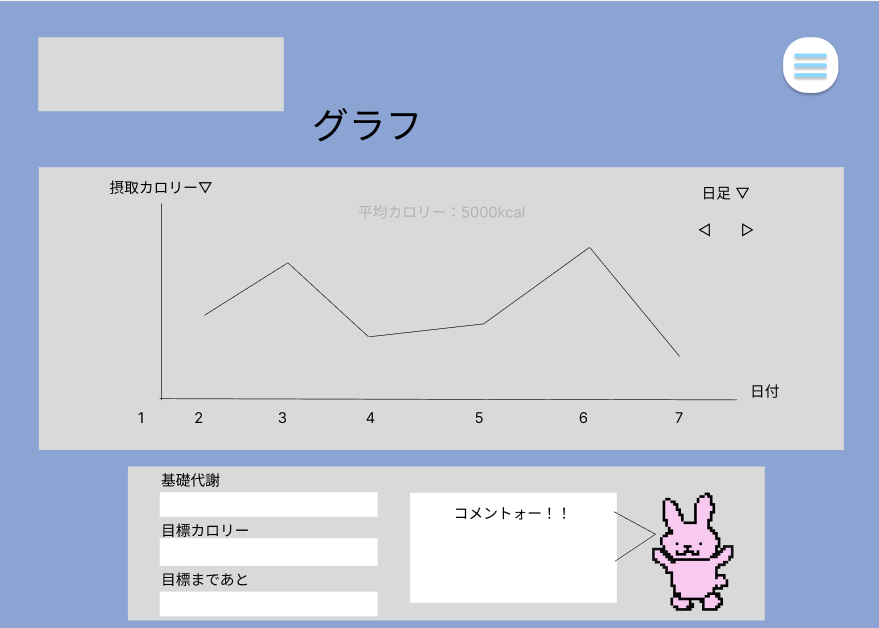 グラフ
摂取カロリー▽
日足 ▽
平均カロリー：5000kcal
◁ ▷
日付
1 2 3 4 5 6 7
基礎代謝
目標カロリー
コメントォー！！
目標まであと